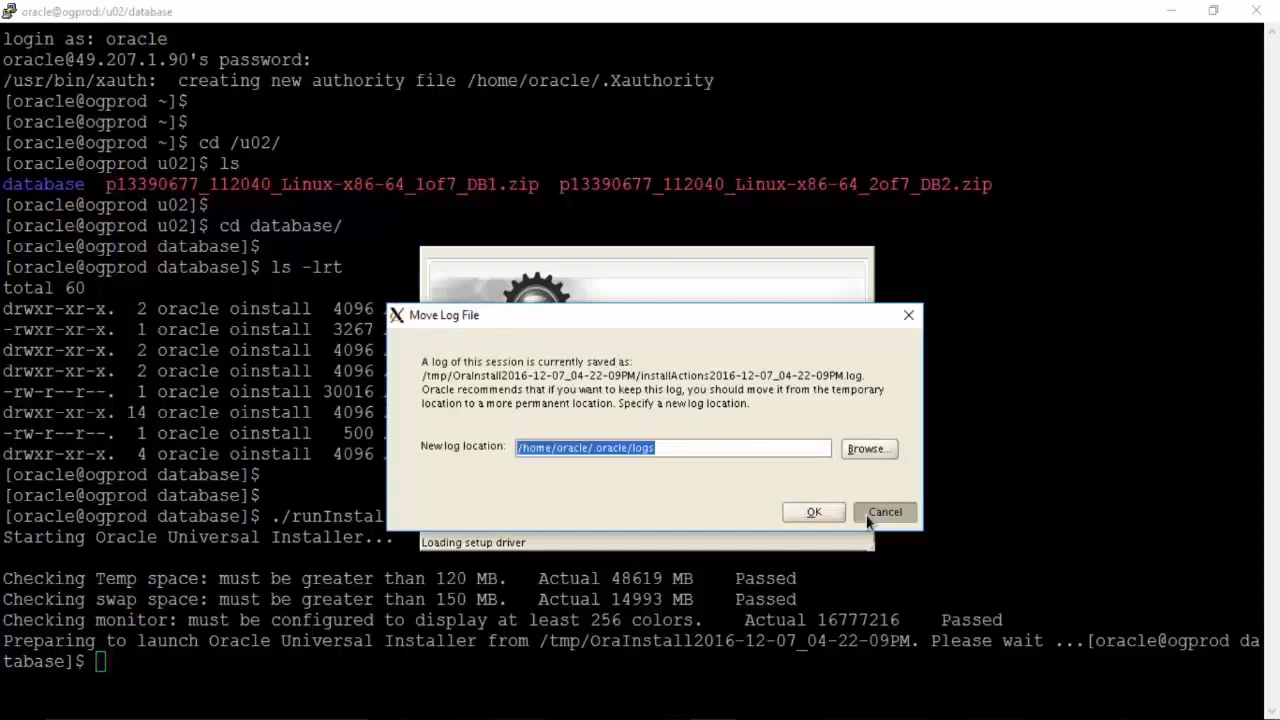 oracle@ogprod:/u02/database
login as: oracle
oracle@49.207.1.90's password:
/usr/bin/xauth:  creating new authority file /home/oracle/.Xauthority
[oracle@ogprod ~]$
[oracle@ogprod ~]$
[oracle@ogprod ~]$ cd /u02/
[oracle@ogprod u02]$ ls
database  p13390677_112040_Linux-x86-64_1of7_DB1.zip  p13390677_112040_Linux-x86-64_2of7_DB2.zip
[oracle@ogprod u02]$
[oracle@ogprod u02]$ cd database/
[oracle@ogprod database]$
[oracle@ogprod database]$ ls -lrt
total 60
drwxr-xr-x.  2 oracle oinstall  4096
-rwxr-xr-x.  1 oracle oinstall  3267
drwxr-xr-x.  2 oracle oinstall  4096
drwxr-xr-x.  2 oracle oinstall  4096
-rw-r--r--.  1 oracle oinstall 30016
drwxr-xr-x. 14 oracle oinstall  4096
-rw-r--r--.  1 oracle oinstall   500
drwxr-xr-x.  4 oracle oinstall  4096
[oracle@ogprod database]$
[oracle@ogprod database]$
[oracle@ogprod database]$ ./runInstal
Starting Oracle Universal Installer...
Checking Temp space: must be greater than 120 MB.   Actual 48619 MB    Passed
Checking swap space: must be greater than 150 MB.   Actual 14993 MB    Passed
Checking monitor: must be configured to display at least 256 colors.    Actual 16777216    Passed
Preparing to launch Oracle Universal Installer from /tmp/OraInstall2016-12-07_04-22-09PM. Please wait ...[oracle@ogprod da
tabase]$
Move Log File
A log of this session is currently saved as:
/tmp/OraInstall2016-12-07_04-22-09PM/installActions2016-12-07_04-22-09PM.log.
Oracle recommends that if you want to keep this log, you should move it from the temporary
location to a more permanent location. Specify a new log location.
New log location: /home/oracle/.oracle/logs Browse...
OK Cancel
Loading setup driver